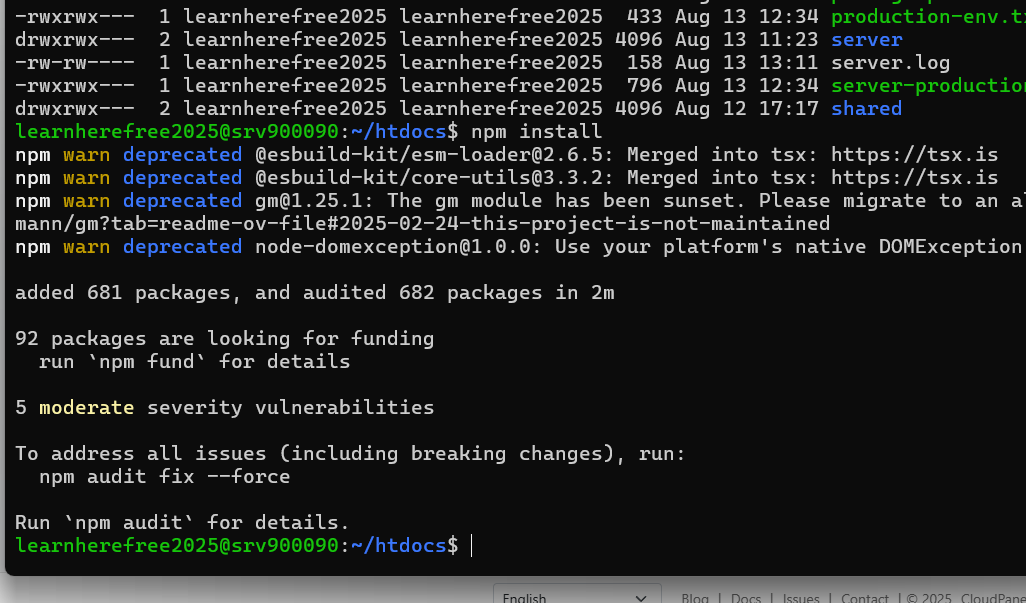 -rwxrwx---  1 learnherefree2025 learnherefree2025  433 Aug 13 12:34
drwxrwx---  2 learnherefree2025 learnherefree2025 4096 Aug 13 11:23 server
-rw-rw----  1 learnherefree2025 learnherefree2025  158 Aug 13 13:11 server.log
-rwxrwx---  1 learnherefree2025 learnherefree2025  796 Aug 13 12:34
drwxrwx---  2 learnherefree2025 learnherefree2025 4096 Aug 12 17:17 shared
learnherefree2025@srv900090:~/htdocs$ npm install
npm warn deprecated @esbuild-kit/esm-loader@2.6.5: Merged into tsx: https://tsx.is
npm warn deprecated @esbuild-kit/core-utils@3.3.2: Merged into tsx: https://tsx.is
npm warn deprecated gm@1.25.1: The gm module has been sunset. Please migrate to an
mann/gm?tab=readme-ov-file#2025-02-24-this-project-is-not-maintained
npm warn deprecated node-domexception@1.0.0: Use your platform's native DOMException

added 681 packages, and audited 682 packages in 2m

92 packages are looking for funding
  run `npm fund` for details

5 moderate severity vulnerabilities

To address all issues (including breaking changes), run:
  npm audit fix --force

Run `npm audit` for details.
learnherefree2025@srv900090:~/htdocs$
English Blog | Docs | Issues | Contact | © 2025